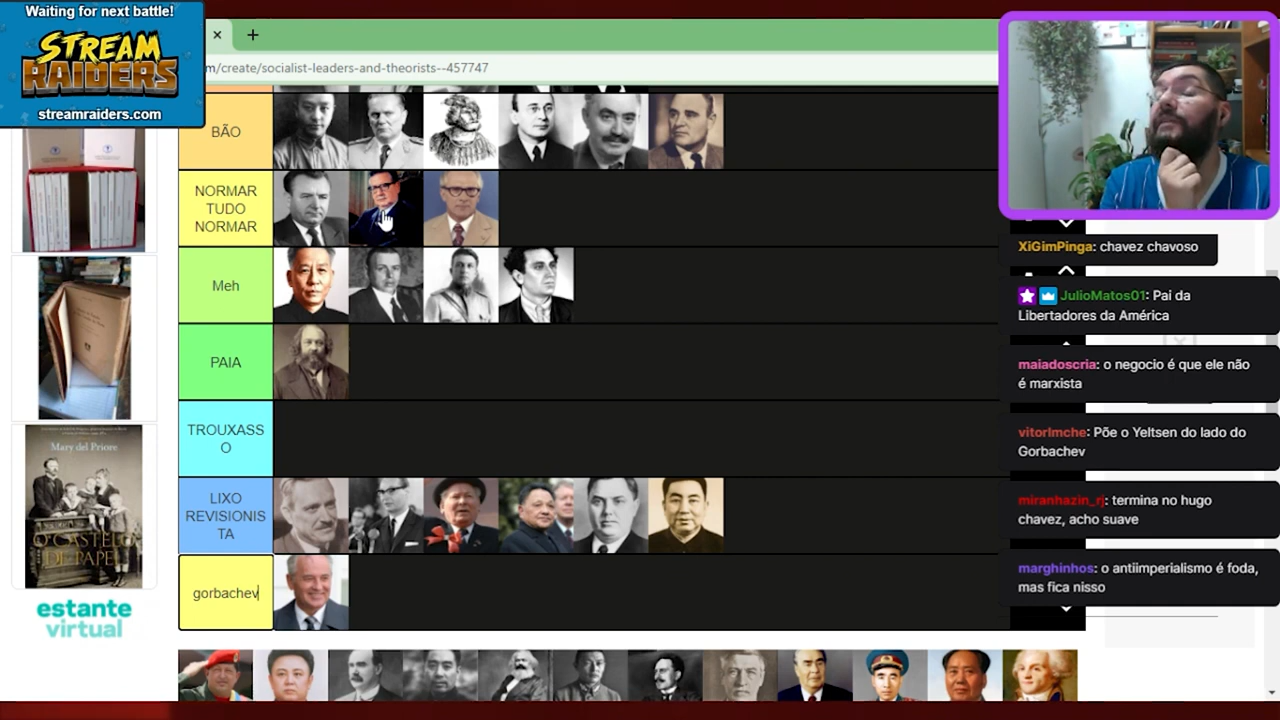 Waiting for next battle!
STREAM
RAIDERS
streamraiders.com
m/create/socialist-leaders-and-theorists--457747
BÃO
NORMAR
TUDO
NORMAR
Meh
PAIA
TROUXASS
O
LIXO
REVISIONIS
TA
gorbachev
Mary del Priore
O CASTELO
DE PAPEL
estante
virtual
XiGimPinga: chavez chavoso
JulioMatos01: Pai da
Libertadores da América
maiadoscria: o negocio é que ele não
é marxista
vitorlmche: Põe o Yeltsen do lado do
Gorbachev
miranhazin_rj: termina no hugo
chavez, acho suave
marghinhos: o antiimperialismo é foda,
mas fica nisso